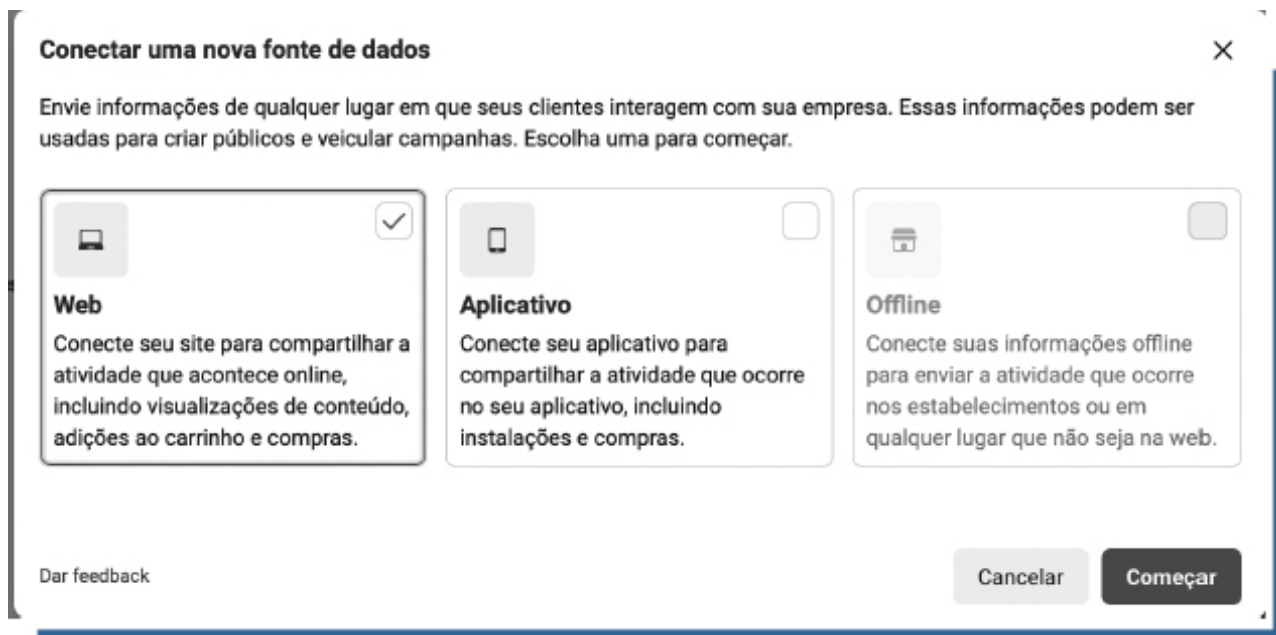 Conectar uma nova fonte de dados
Envie informações de qualquer lugar em que seus clientes interagem com sua empresa. Essas informações podem ser
usadas para criar públicos e veicular campanhas. Escolha uma para começar.
Web
Conecte seu site para compartilhar a
atividade que acontece online,
incluindo visualizações de conteúdo,
adições ao carrinho e compras.
Aplicativo
Conecte seu aplicativo para
compartilhar a atividade que ocorre
no seu aplicativo, incluindo
instalações e compras.
Offline
Conecte suas informações offline
para enviar a atividade que ocorre
nos estabelecimentos ou em
qualquer lugar que não seja na web.
Dar feedback
Cancelar
Começar